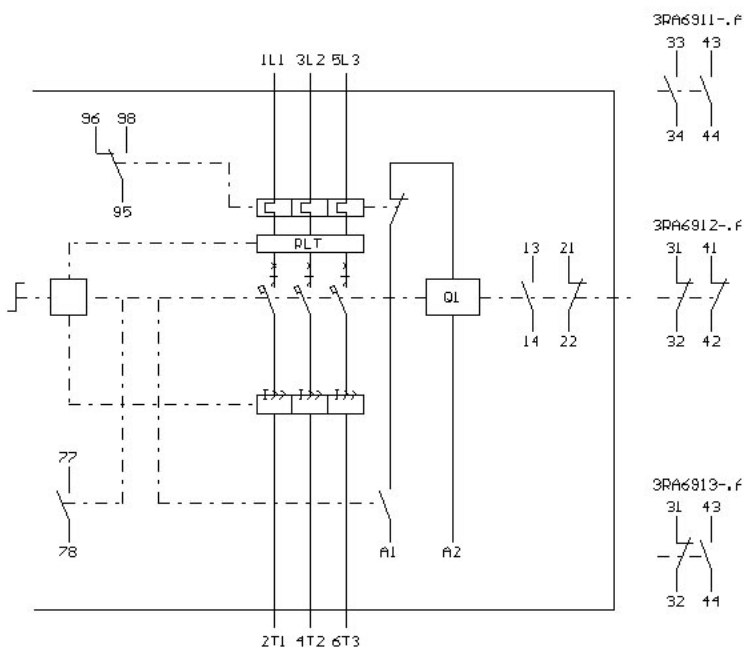 3RA6911-.A
33 43
34 44
1L1 3L2 5L3
96 98
95
RLT
Q1
13 21
14 22
3RA6912-.A
31 41
32 42
I>> I>> I>>
77
78
A1 A2
3RA6913-.A
31 43
32 44
2T1 4T2 6T3